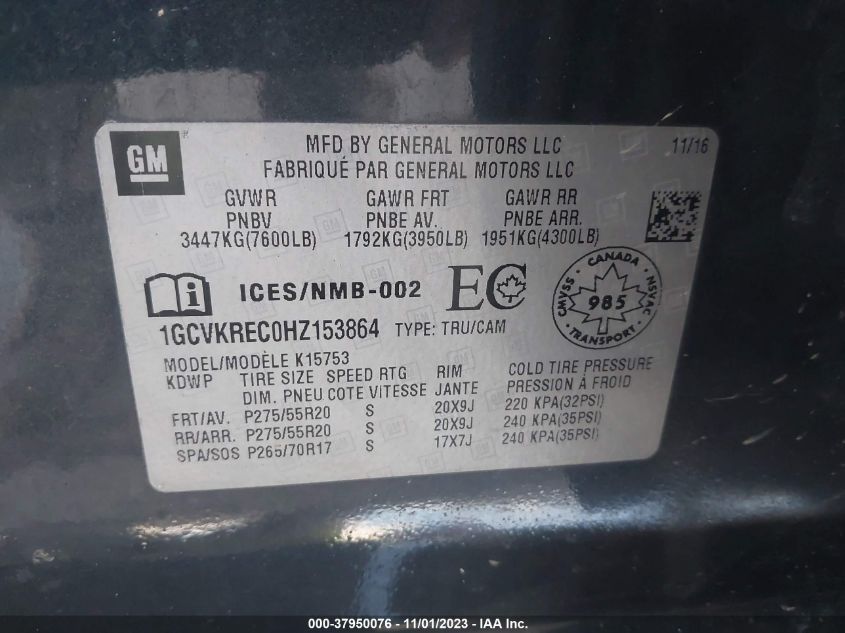 GM
MFD BY GENERAL MOTORS LLC 11/16
FABRIQUÉ PAR GENERAL MOTORS LLC
GVWR GAWR FRT GAWR RR
PNBV PNBE AV. PNBE ARR.
3447KG(7600LB) 1792KG(3950LB) 1951KG(4300LB)
i ICES/NMB-002 EC
CANADA
CMVSS 985 NSVAC
TRANSPORT
1GCVKREC0HZ153864 TYPE: TRU/CAM
MODEL/MODÈLE K15753
KDWP TIRE SIZE SPEED RTG RIM COLD TIRE PRESSURE
DIM. PNEU COTE VITESSE JANTE PRESSION À FROID
FRT/AV. P275/55R20 S 20X9J 220 KPA(32PSI)
RR/ARR. P275/55R20 S 20X9J 240 KPA(35PSI)
SPA/SOS P265/70R17 S 17X7J 240 KPA(35PSI)
000-37950076 - 11/01/2023 - IAA Inc.